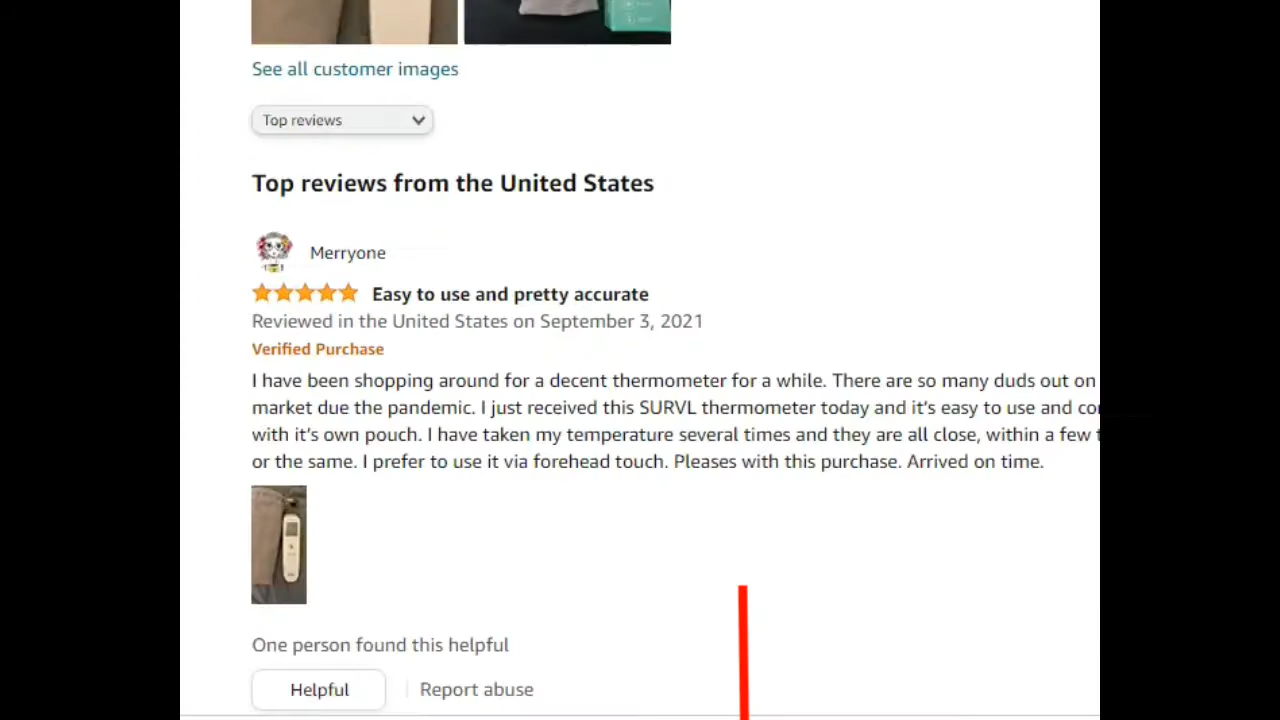 See all customer images
Top reviews
Top reviews from the United States
Merryone
Easy to use and pretty accurate
Reviewed in the United States on September 3, 2021
Verified Purchase
I have been shopping around for a decent thermometer for a while. There are so many duds out on
market due the pandemic. I just received this SURVL thermometer today and it's easy to use and
with it's own pouch. I have taken my temperature several times and they are all close, within a few
or the same. I prefer to use it via forehead touch. Pleases with this purchase. Arrived on time.
One person found this helpful
Helpful
Report abuse